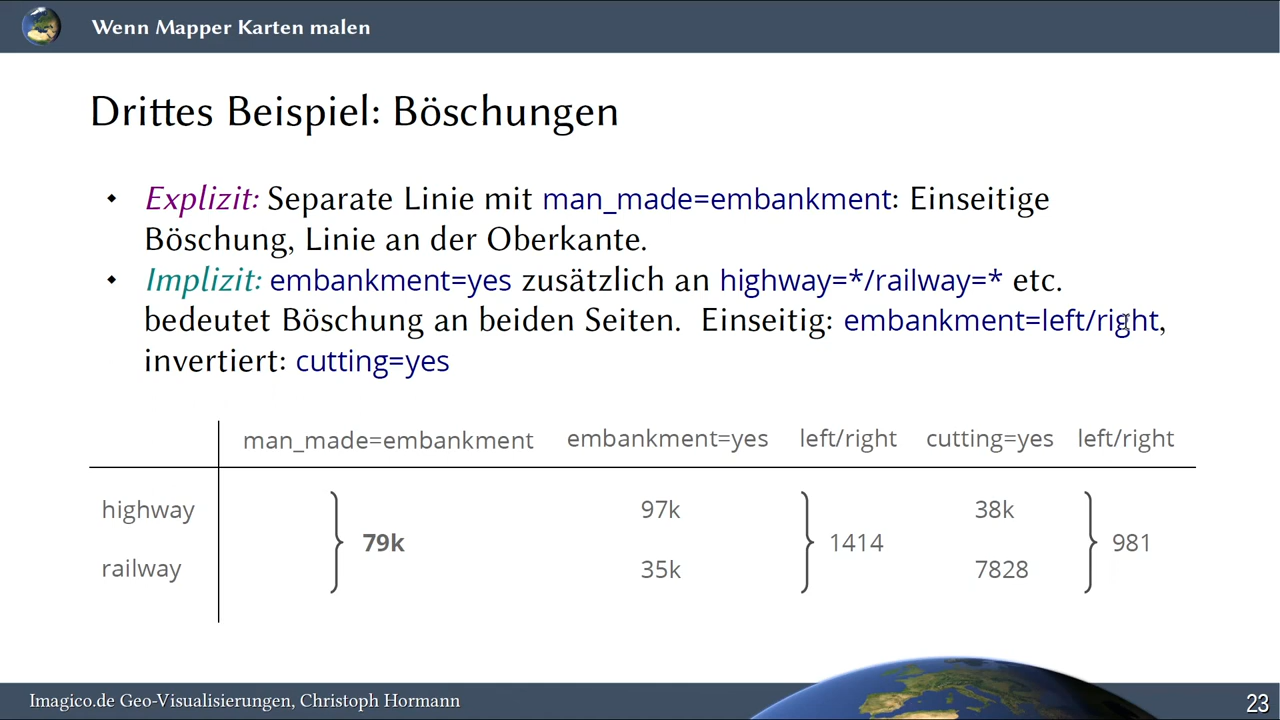 Wenn Mapper Karten malen
Drittes Beispiel: Böschungen
Explizit: Separate Linie mit man_made=embankment: Einseitige
Böschung, Linie an der Oberkante.
Implizit: embankment=yes zusätzlich an highway=*/railway=* etc.
bedeutet Böschung an beiden Seiten. Einseitig: embankment=left/right,
invertiert: cutting=yes
man_made=embankment embankment=yes left/right cutting=yes left/right
highway 97k 38k
79k 1414 981
railway 35k 7828
Imagico.de Geo-Visualisierungen, Christoph Hormann 23